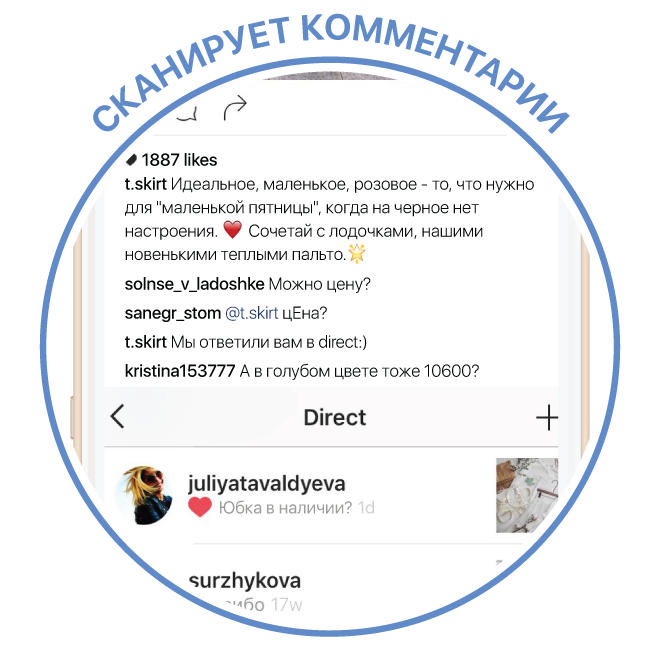 СКАНИРУЕТ КОММЕНТАРИИ
1887 likes
t.skirt Идеальное, маленькое, розовое - то, что нужно
для "маленькой пятницы", когда на черное нет
настроения. ❤️ Сочетай с лодочками, нашими
новенькими теплыми пальто.🌟
solnse_v_ladoshke Можно цену?
sanegr_stom @t.skirt цЕна?
t.skirt Мы ответили вам в direct:)
kristina153777 А в голубом цвете тоже 10600?
Direct
juliyatavaldyeva
❤️ Юбка в наличии? 1d
surzhykova
17w